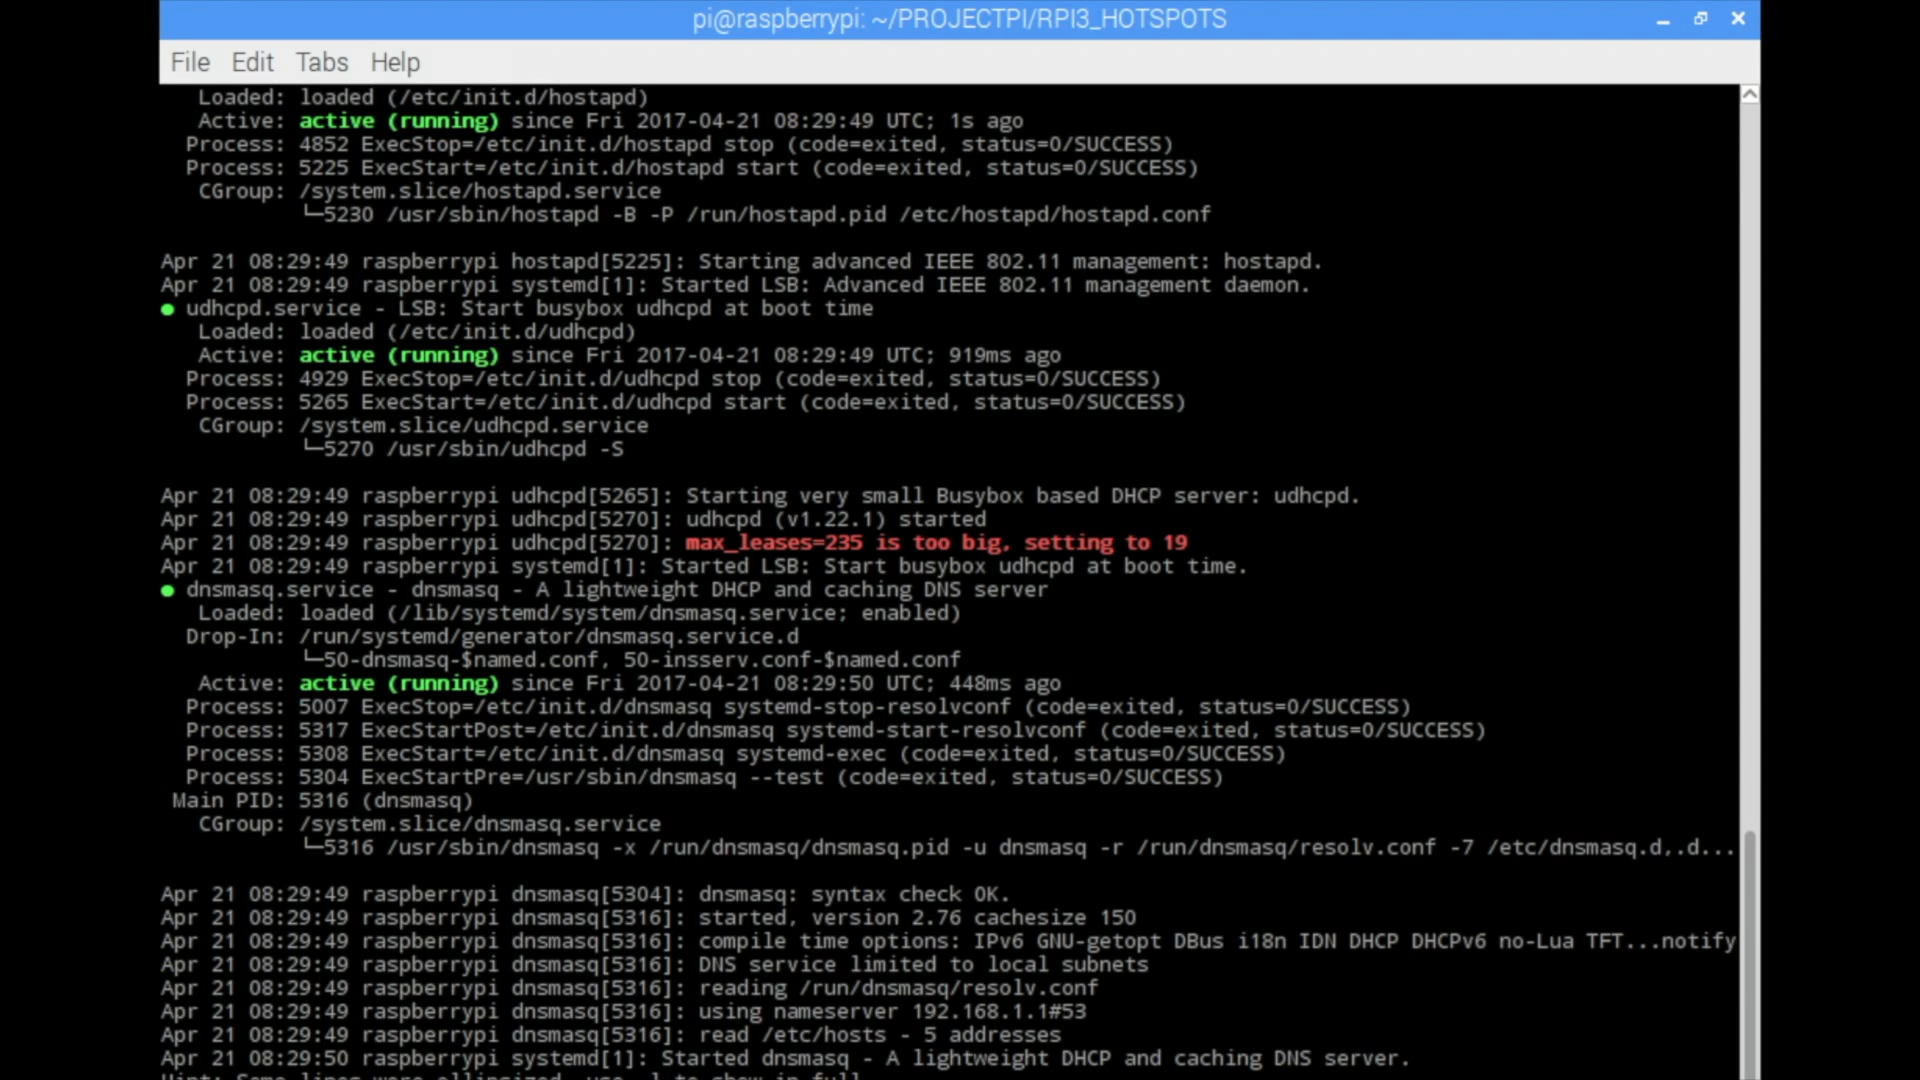 pi@raspberrypi: ~/PROJECTPI/RPI3_HOTSPOTS
File Edit Tabs Help
Loaded: loaded (/etc/init.d/hostapd)
Active: active (running) since Fri 2017-04-21 08:29:49 UTC; 1s ago
Process: 4852 ExecStop=/etc/init.d/hostapd stop (code=exited, status=0/SUCCESS)
Process: 5225 ExecStart=/etc/init.d/hostapd start (code=exited, status=0/SUCCESS)
CGroup: /system.slice/hostapd.service
└─5230 /usr/sbin/hostapd -B -P /run/hostapd.pid /etc/hostapd/hostapd.conf
Apr 21 08:29:49 raspberrypi hostapd[5225]: Starting advanced IEEE 802.11 management: hostapd.
Apr 21 08:29:49 raspberrypi systemd[1]: Started LSB: Advanced IEEE 802.11 management daemon.
● udhcpd.service - LSB: Start busybox udhcpd at boot time
Loaded: loaded (/etc/init.d/udhcpd)
Active: active (running) since Fri 2017-04-21 08:29:49 UTC; 919ms ago
Process: 4929 ExecStop=/etc/init.d/udhcpd stop (code=exited, status=0/SUCCESS)
Process: 5265 ExecStart=/etc/init.d/udhcpd start (code=exited, status=0/SUCCESS)
CGroup: /system.slice/udhcpd.service
└─5270 /usr/sbin/udhcpd -S
Apr 21 08:29:49 raspberrypi udhcpd[5265]: Starting very small Busybox based DHCP server: udhcpd.
Apr 21 08:29:49 raspberrypi udhcpd[5270]: udhcpd (v1.22.1) started
Apr 21 08:29:49 raspberrypi udhcpd[5270]: max_leases=235 is too big, setting to 19
Apr 21 08:29:49 raspberrypi systemd[1]: Started LSB: Start busybox udhcpd at boot time.
● dnsmasq.service - dnsmasq - A lightweight DHCP and caching DNS server
Loaded: loaded (/lib/systemd/system/dnsmasq.service; enabled)
Drop-In: /run/systemd/generator/dnsmasq.service.d
└─50-dnsmasq-$named.conf, 50-insserv.conf-$named.conf
Active: active (running) since Fri 2017-04-21 08:29:50 UTC; 448ms ago
Process: 5007 ExecStop=/etc/init.d/dnsmasq systemd-stop-resolvconf (code=exited, status=0/SUCCESS)
Process: 5317 ExecStartPost=/etc/init.d/dnsmasq systemd-start-resolvconf (code=exited, status=0/SUCCESS)
Process: 5308 ExecStart=/etc/init.d/dnsmasq systemd-exec (code=exited, status=0/SUCCESS)
Process: 5304 ExecStartPre=/usr/sbin/dnsmasq --test (code=exited, status=0/SUCCESS)
Main PID: 5316 (dnsmasq)
CGroup: /system.slice/dnsmasq.service
└─5316 /usr/sbin/dnsmasq -x /run/dnsmasq/dnsmasq.pid -u dnsmasq -r /run/dnsmasq/resolv.conf -7 /etc/dnsmasq.d,.d...
Apr 21 08:29:49 raspberrypi dnsmasq[5304]: dnsmasq: syntax check OK.
Apr 21 08:29:49 raspberrypi dnsmasq[5316]: started, version 2.76 cachesize 150
Apr 21 08:29:49 raspberrypi dnsmasq[5316]: compile time options: IPv6 GNU-getopt DBus i18n IDN DHCP DHCPv6 no-Lua TFT...notify
Apr 21 08:29:49 raspberrypi dnsmasq[5316]: DNS service limited to local subnets
Apr 21 08:29:49 raspberrypi dnsmasq[5316]: reading /run/dnsmasq/resolv.conf
Apr 21 08:29:49 raspberrypi dnsmasq[5316]: using nameserver 192.168.1.1#53
Apr 21 08:29:49 raspberrypi dnsmasq[5316]: read /etc/hosts - 5 addresses
Apr 21 08:29:50 raspberrypi systemd[1]: Started dnsmasq - A lightweight DHCP and caching DNS server.
Hint: Some lines were ellipsized, use -l to show in full.